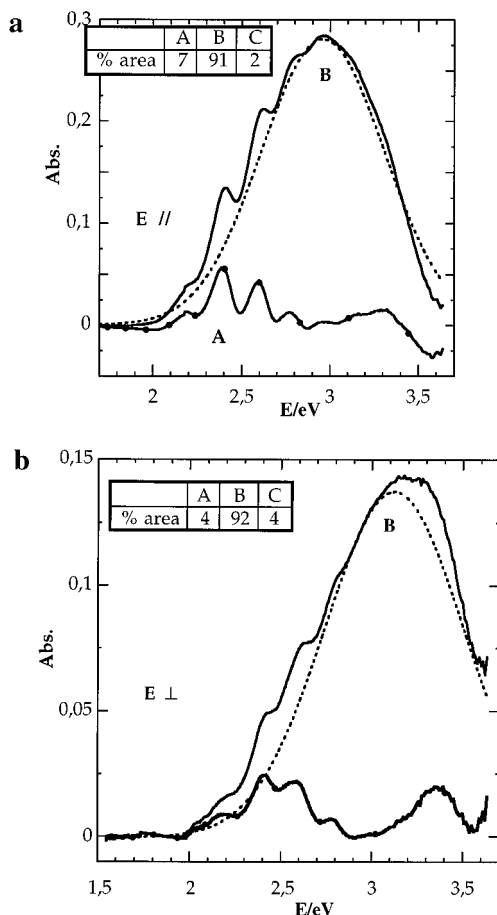 a
A B C
% area 7 91 2
B
0,3
0,2
0,1
0
Abs.
E //
A
2 2,5 3 3,5
E/eV
b
A B C
% area 4 92 4
B
0,15
0,1
0,05
0
Abs.
E ⊥
1,5 2 2,5 3 3,5
E/eV